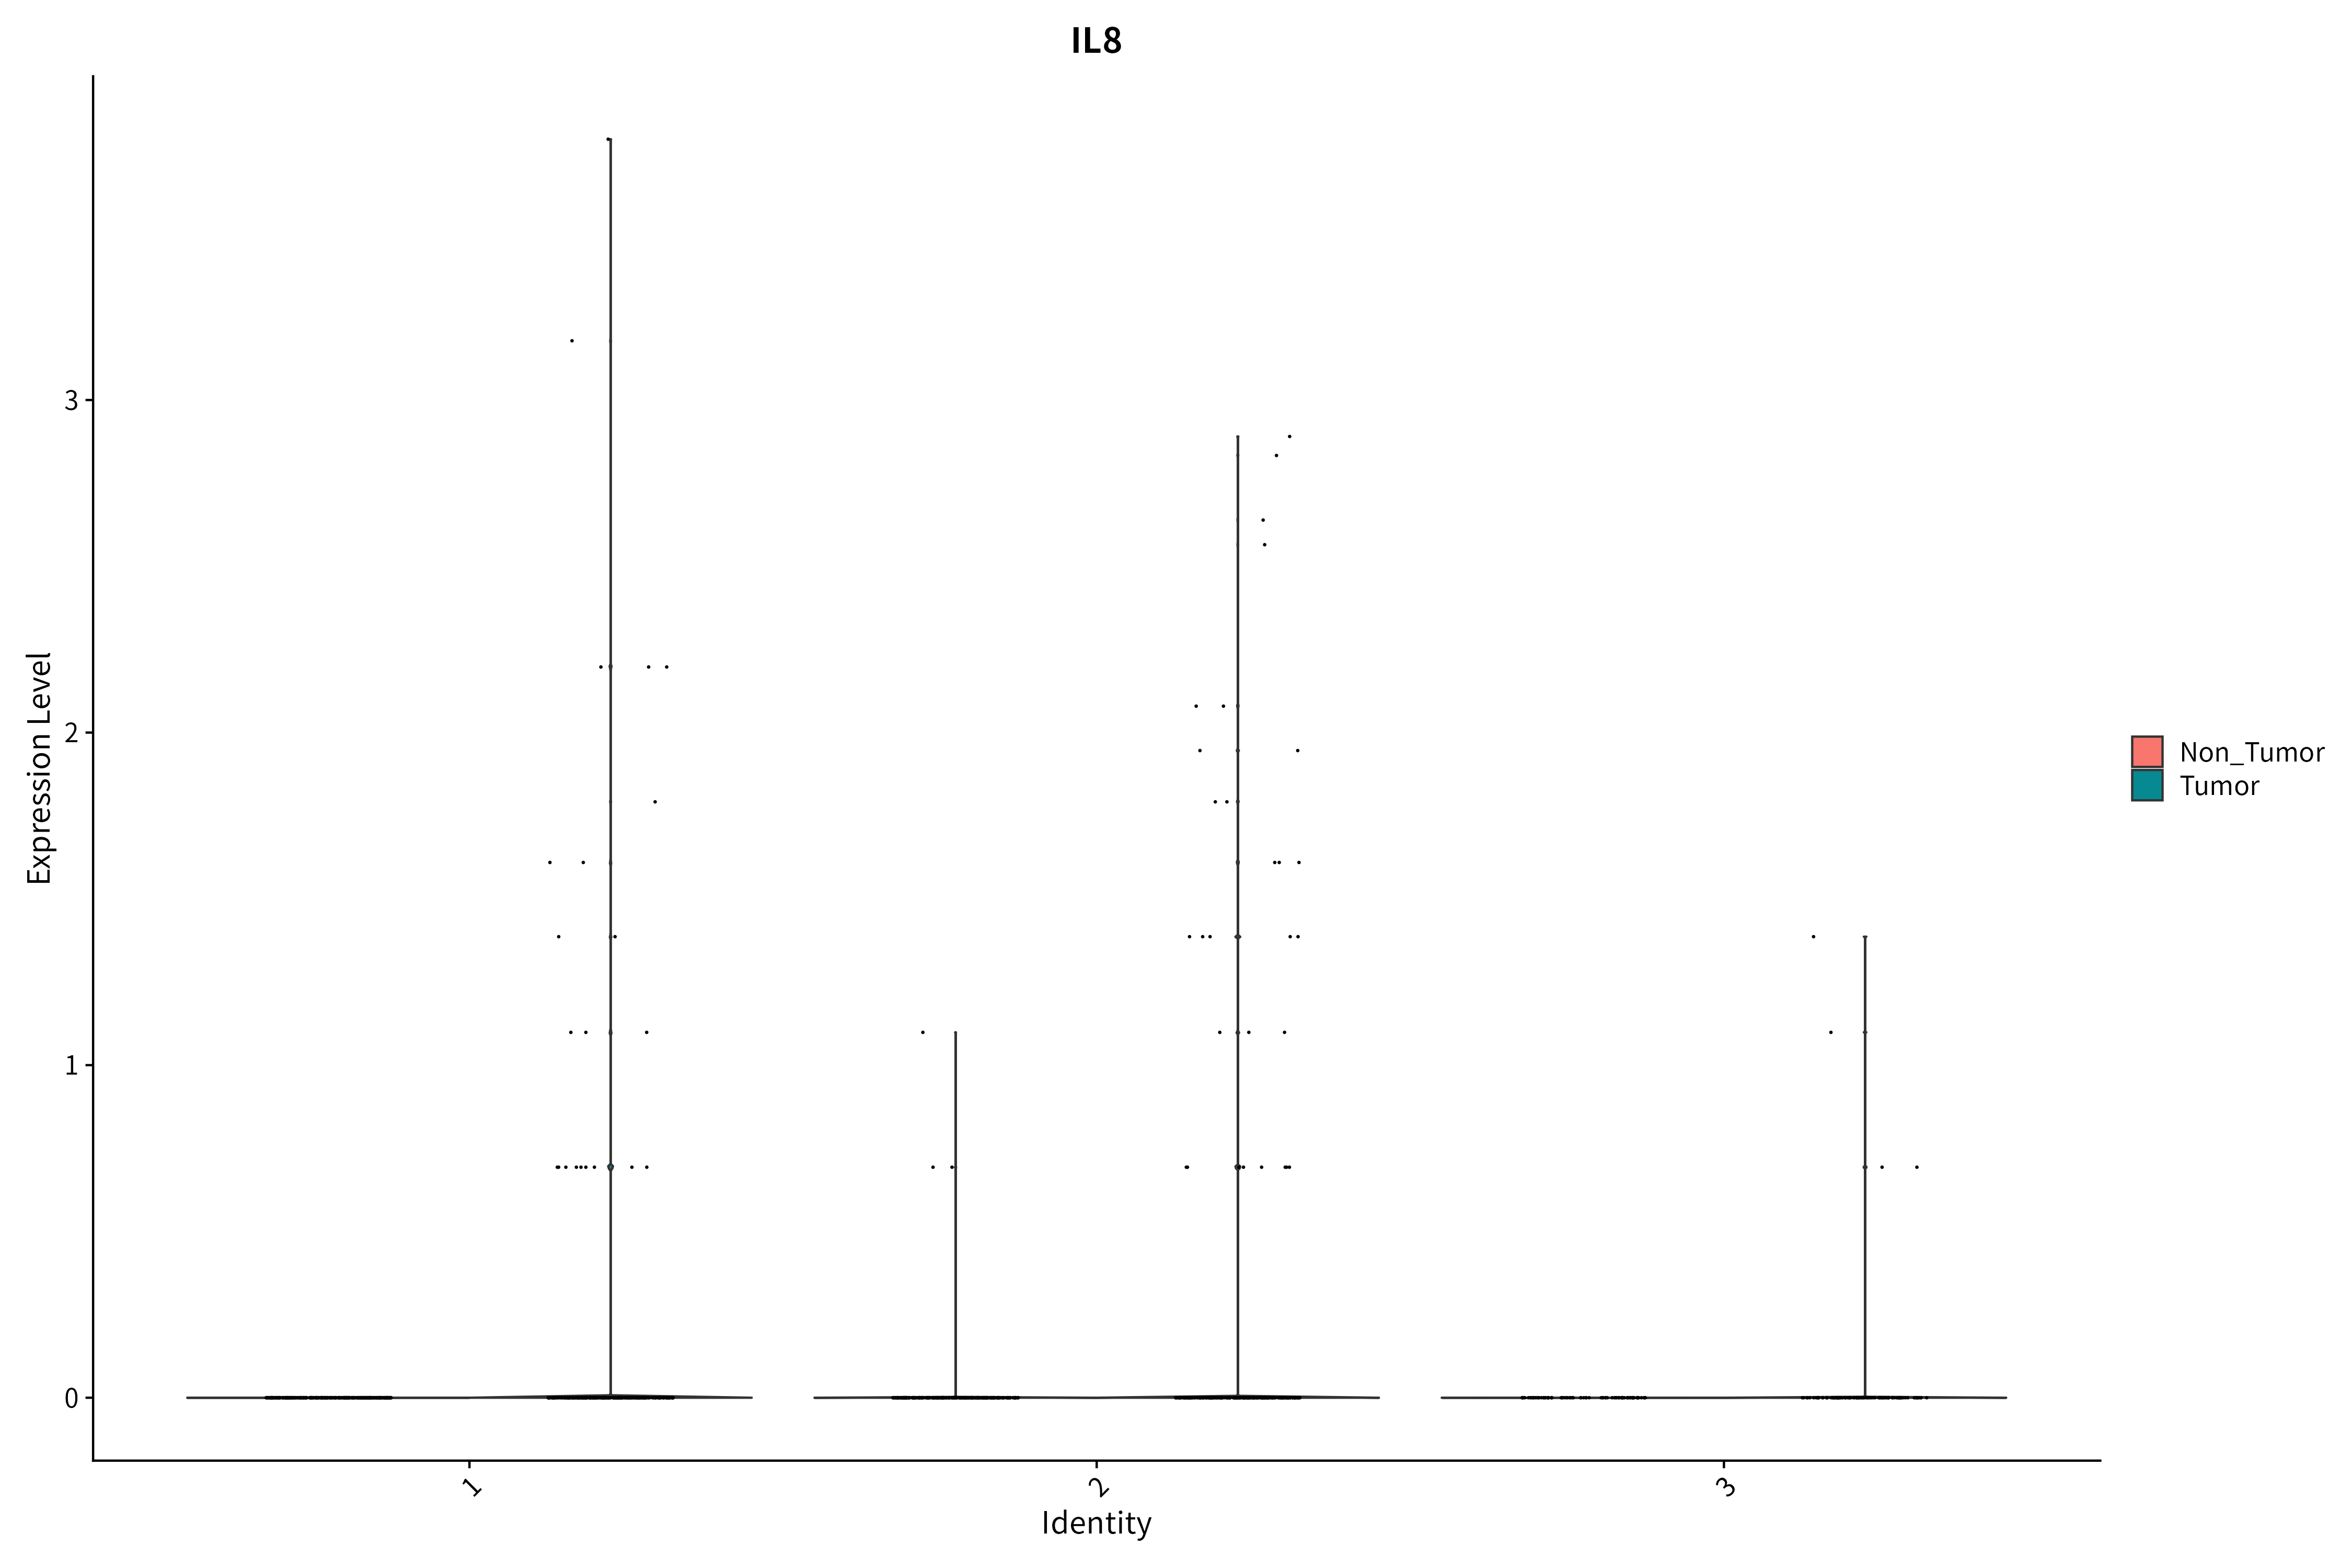 IL8
Expression Level
3
2
1
0
1
2
3
Identity
Non_Tumor
Tumor